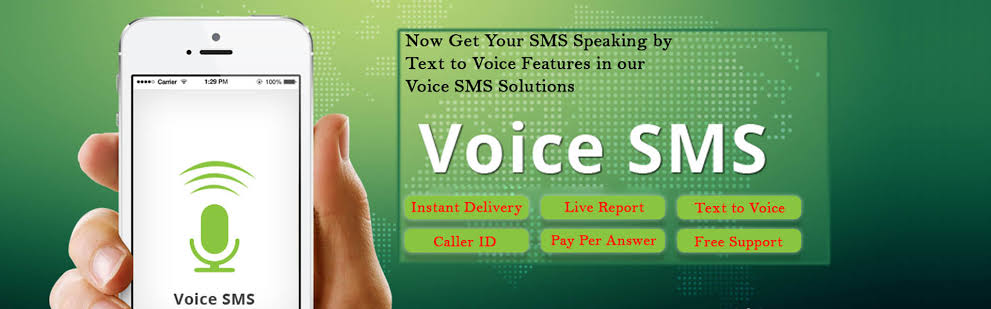 Carrier 1:29 PM 100%
Voice SMS
Now Get Your SMS Speaking by
Text to Voice Features in our
Voice SMS Solutions
Voice SMS
Instant Delivery Live Report Text to Voice
Caller ID Pay Per Answer Free Support